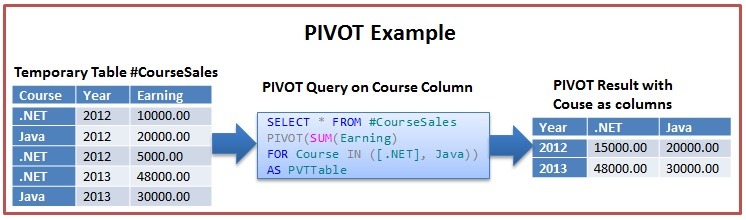 PIVOT Example
Temporary Table #CourseSales
Course Year Earning
.NET 2012 10000.00
Java 2012 20000.00
.NET 2012 5000.00
.NET 2013 48000.00
Java 2013 30000.00
PIVOT Query on Course Column
SELECT * FROM #CourseSales
PIVOT(SUM(Earning)
FOR Course IN ([.NET], Java))
AS PVTTable
PIVOT Result with
Couse as columns
Year .NET Java
2012 15000.00 20000.00
2013 48000.00 30000.00